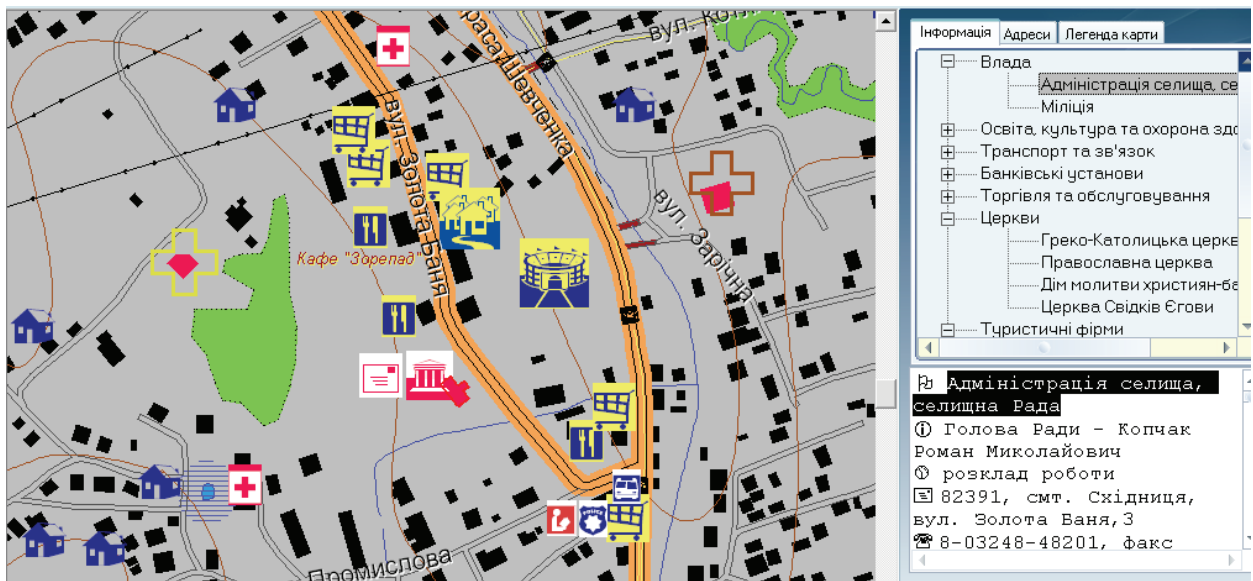 вул. Кот
раса Шевченка
вул. Золота Баня
вул. Зарічна
Кафе "Зорепад"
POLICE
Промислова
Інформація
Адреси
Легенда карти
Влада
Адміністрація селища, се
Міліція
Освіта, культура та охорона здо
Транспорт та зв'язок
Банківські установи
Торгівля та обслуговування
Церкви
Греко-Католицька церкв
Православна церква
Дім молитви християн-ба
Церква Свідків Єгови
Туристичні фірми
Адміністрація селища,
селищна Рада
Голова Ради - Копчак
Роман Миколайович
розклад роботи
82391, смт. Східниця,
вул. Золота Баня,3
8-03248-48201, факс